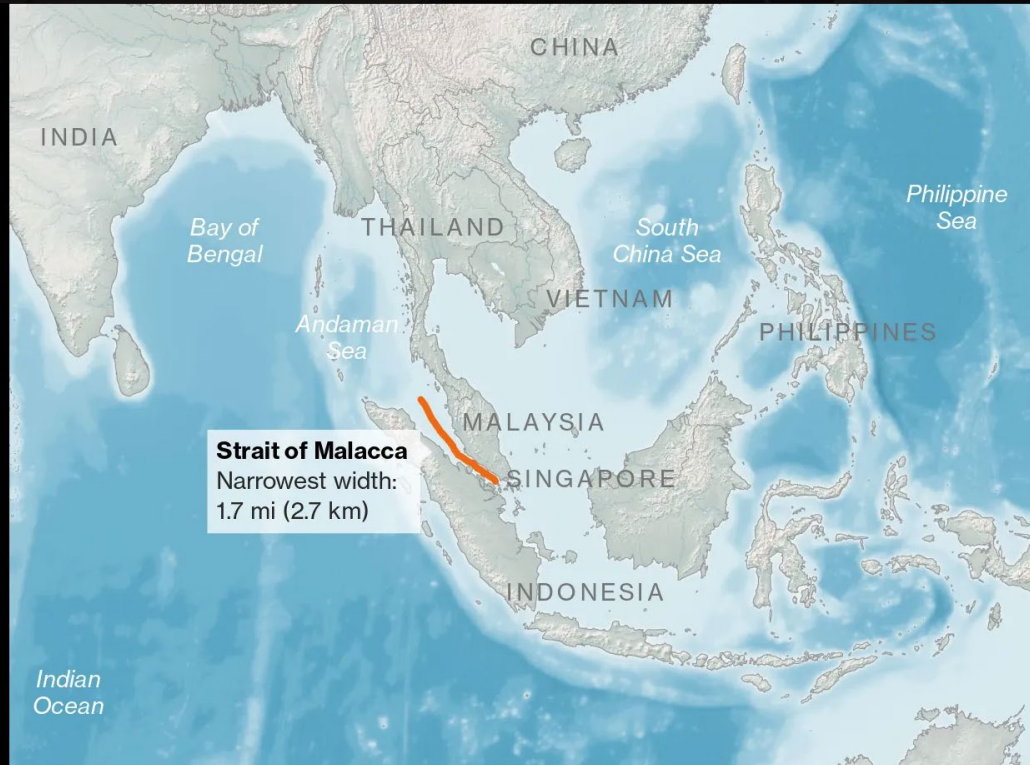 CHINA
INDIA
Philippine
Sea
Bay of
Bengal
THAILAND
South
China Sea
VIETNAM
Andaman
Sea
PHILIPPINES
MALAYSIA
Strait of Malacca
Narrowest width:
1.7 mi (2.7 km)
SINGAPORE
INDONESIA
Indian
Ocean